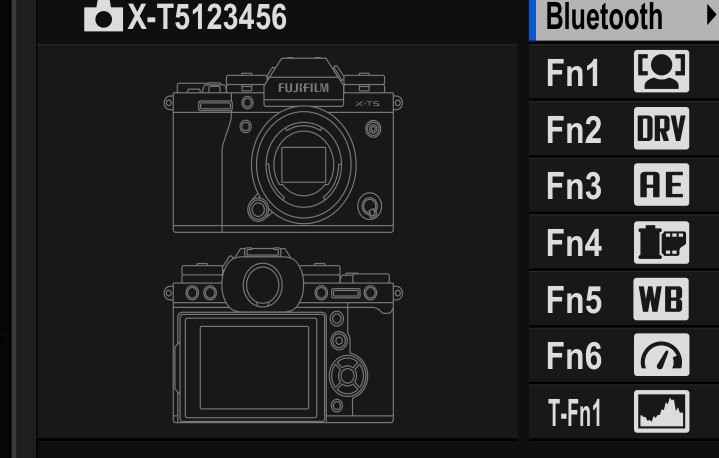 X-T5123456
Bluetooth
FUJIFILM
X-T5
Fn1
Fn2 DRV
Fn3 AE
Fn4
Fn5 WB
Fn6
T-Fn1
Q